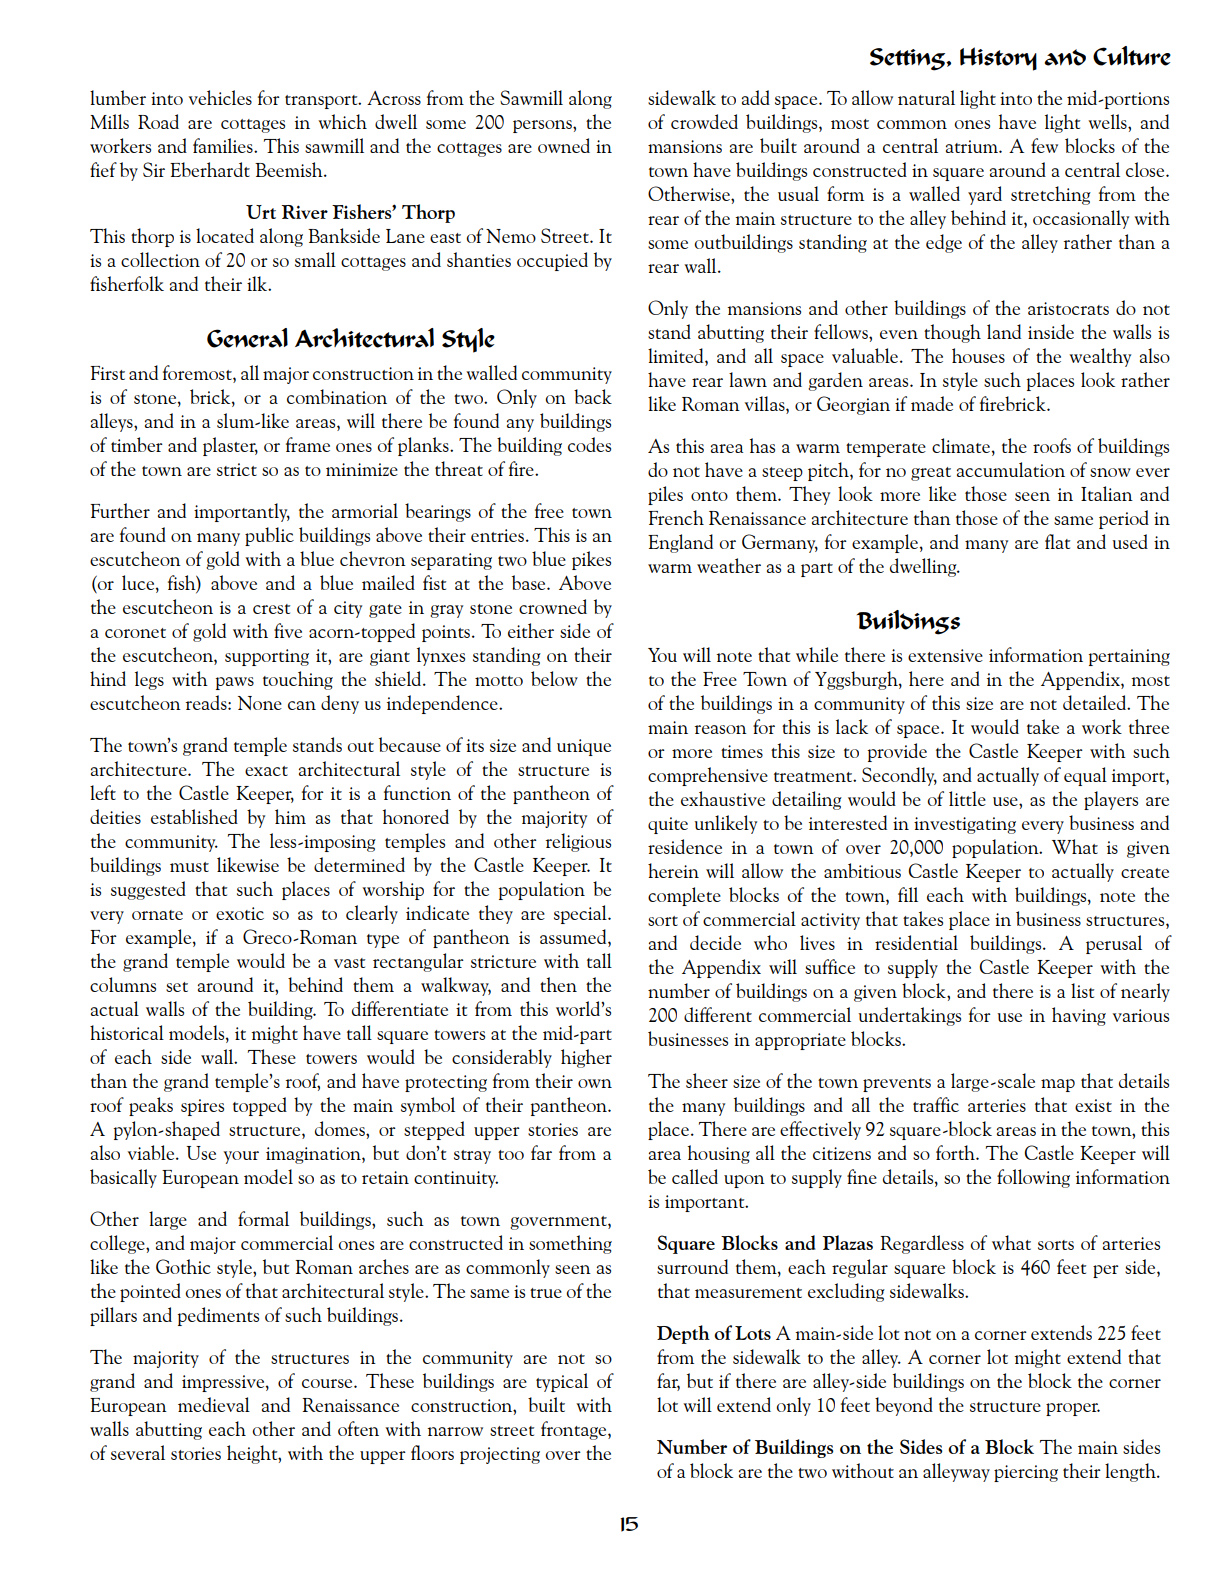 Setting, History and Culture
lumber into vehicles for transport. Across from the Sawmill along
Mills Road are cottages in which dwell some 200 persons, the
workers and families. This sawmill and the cottages are owned in
fief by Sir Eberhardt Beemish.
Urt River Fishers’ Thorp
This thorp is located along Bankside Lane east of Nemo Street. It
is a collection of 20 or so small cottages and shanties occupied by
fisherfolk and their ilk.
General Architectural Style
First and foremost, all major construction in the walled community
is of stone, brick, or a combination of the two. Only on back
alleys, and in a slum-like areas, will there be found any buildings
of timber and plaster, or frame ones of planks. The building codes
of the town are strict so as to minimize the threat of fire.
Further and importantly, the armorial bearings of the free town
are found on many public buildings above their entries. This is an
escutcheon of gold with a blue chevron separating two blue pikes
(or luce, fish) above and a blue mailed fist at the base. Above
the escutcheon is a crest of a city gate in gray stone crowned by
a coronet of gold with five acorn-topped points. To either side of
the escutcheon, supporting it, are giant lynxes standing on their
hind legs with paws touching the shield. The motto below the
escutcheon reads: None can deny us independence.
The town’s grand temple stands out because of its size and unique
architecture. The exact architectural style of the structure is
left to the Castle Keeper, for it is a function of the pantheon of
deities established by him as that honored by the majority of
the community. The less-imposing temples and other religious
buildings must likewise be determined by the Castle Keeper. It
is suggested that such places of worship for the population be
very ornate or exotic so as to clearly indicate they are special.
For example, if a Greco-Roman type of pantheon is assumed,
the grand temple would be a vast rectangular stricture with tall
columns set around it, behind them a walkway, and then the
actual walls of the building. To differentiate it from this world’s
historical models, it might have tall square towers at the mid-part
of each side wall. These towers would be considerably higher
than the grand temple’s roof, and have protecting from their own
roof peaks spires topped by the main symbol of their pantheon.
A pylon-shaped structure, domes, or stepped upper stories are
also viable. Use your imagination, but don’t stray too far from a
basically European model so as to retain continuity.
Other large and formal buildings, such as town government,
college, and major commercial ones are constructed in something
like the Gothic style, but Roman arches are as commonly seen as
the pointed ones of that architectural style. The same is true of the
pillars and pediments of such buildings.
The majority of the structures in the community are not so
grand and impressive, of course. These buildings are typical of
European medieval and Renaissance construction, built with
walls abutting each other and often with narrow street frontage,
of several stories height, with the upper floors projecting over the
sidewalk to add space. To allow natural light into the mid-portions
of crowded buildings, most common ones have light wells, and
mansions are built around a central atrium. A few blocks of the
town have buildings constructed in square around a central close.
Otherwise, the usual form is a walled yard stretching from the
rear of the main structure to the alley behind it, occasionally with
some outbuildings standing at the edge of the alley rather than a
rear wall.
Only the mansions and other buildings of the aristocrats do not
stand abutting their fellows, even though land inside the walls is
limited, and all space valuable. The houses of the wealthy also
have rear lawn and garden areas. In style such places look rather
like Roman villas, or Georgian if made of firebrick.
As this area has a warm temperate climate, the roofs of buildings
do not have a steep pitch, for no great accumulation of snow ever
piles onto them. They look more like those seen in Italian and
French Renaissance architecture than those of the same period in
England or Germany, for example, and many are flat and used in
warm weather as a part of the dwelling.
Buildings
You will note that while there is extensive information pertaining
to the Free Town of Yggsburgh, here and in the Appendix, most
of the buildings in a community of this size are not detailed. The
main reason for this is lack of space. It would take a work three
or more times this size to provide the Castle Keeper with such
comprehensive treatment. Secondly, and actually of equal import,
the exhaustive detailing would be of little use, as the players are
quite unlikely to be interested in investigating every business and
residence in a town of over 20,000 population. What is given
herein will allow the ambitious Castle Keeper to actually create
complete blocks of the town, fill each with buildings, note the
sort of commercial activity that takes place in business structures,
and decide who lives in residential buildings. A perusal of
the Appendix will suffice to supply the Castle Keeper with the
number of buildings on a given block, and there is a list of nearly
200 different commercial undertakings for use in having various
businesses in appropriate blocks.
The sheer size of the town prevents a large-scale map that details
the many buildings and all the traffic arteries that exist in the
place. There are effectively 92 square-block areas in the town, this
area housing all the citizens and so forth. The Castle Keeper will
be called upon to supply fine details, so the following information
is important.
Square Blocks and Plazas Regardless of what sorts of arteries
surround them, each regular square block is 460 feet per side,
that measurement excluding sidewalks.
Depth of Lots A main-side lot not on a corner extends 225 feet
from the sidewalk to the alley. A corner lot might extend that
far, but if there are alley-side buildings on the block the corner
lot will extend only 10 feet beyond the structure proper.
Number of Buildings on the Sides of a Block The main sides
of a block are the two without an alleyway piercing their length.
15